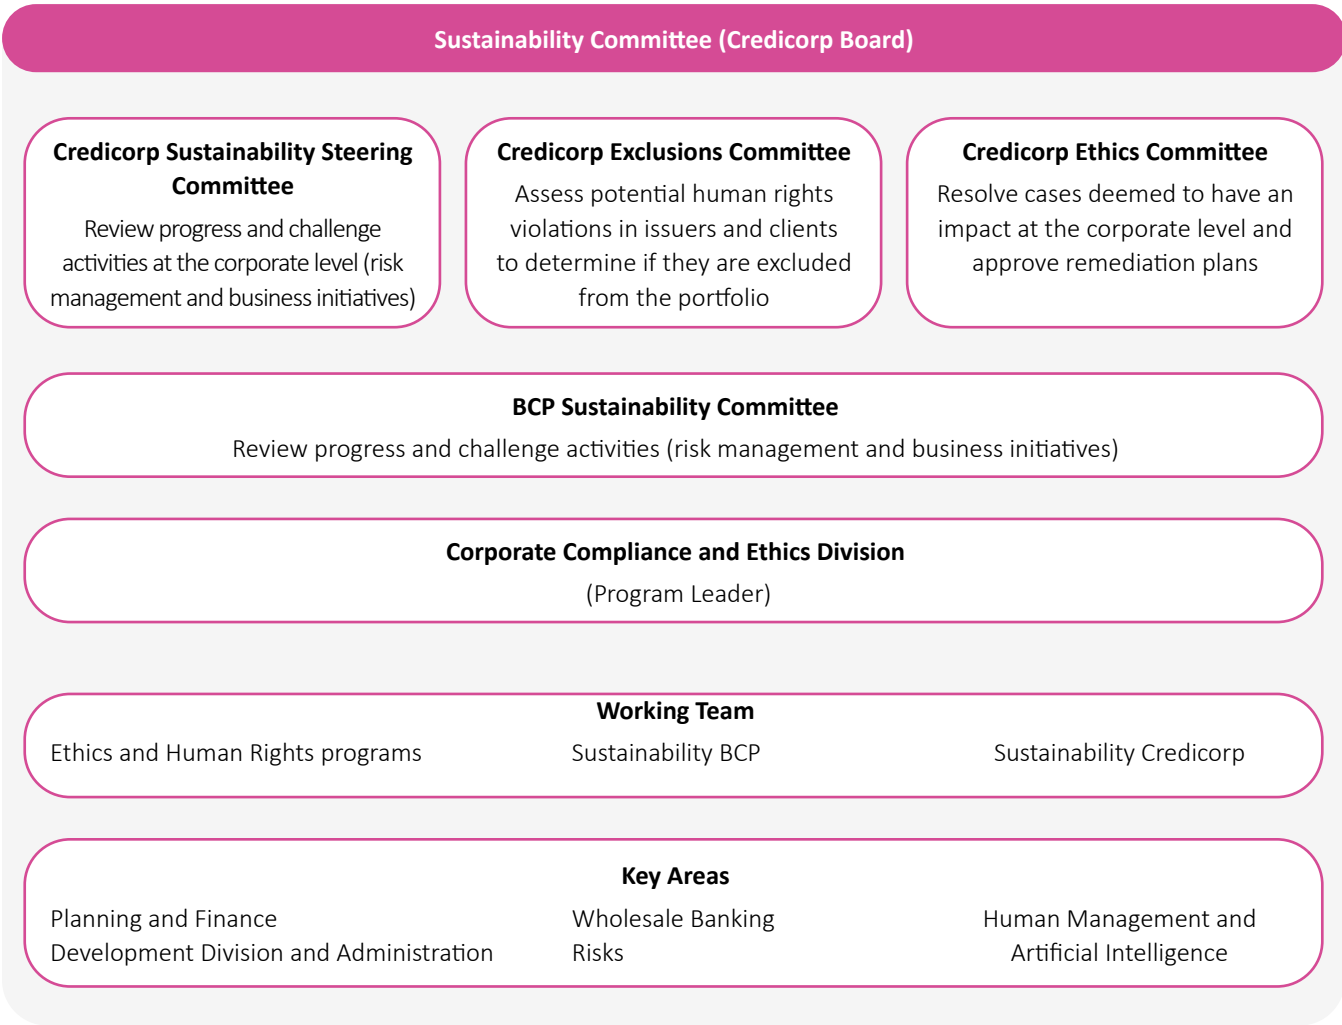 Sustainability Committee (Credicorp Board)
Credicorp Sustainability Steering
Committee
Review progress and challenge
activities at the corporate level (risk
management and business initiatives)
Credicorp Exclusions Committee
Assess potential human rights
violations in issuers and clients
to determine if they are excluded
from the portfolio
Credicorp Ethics Committee
Resolve cases deemed to have an
impact at the corporate level and
approve remediation plans
BCP Sustainability Committee
Review progress and challenge activities (risk management and business initiatives)
Corporate Compliance and Ethics Division
(Program Leader)
Working Team
Ethics and Human Rights programs
Sustainability BCP
Sustainability Credicorp
Key Areas
Planning and Finance
Development Division and Administration
Wholesale Banking
Risks
Human Management and
Artificial Intelligence